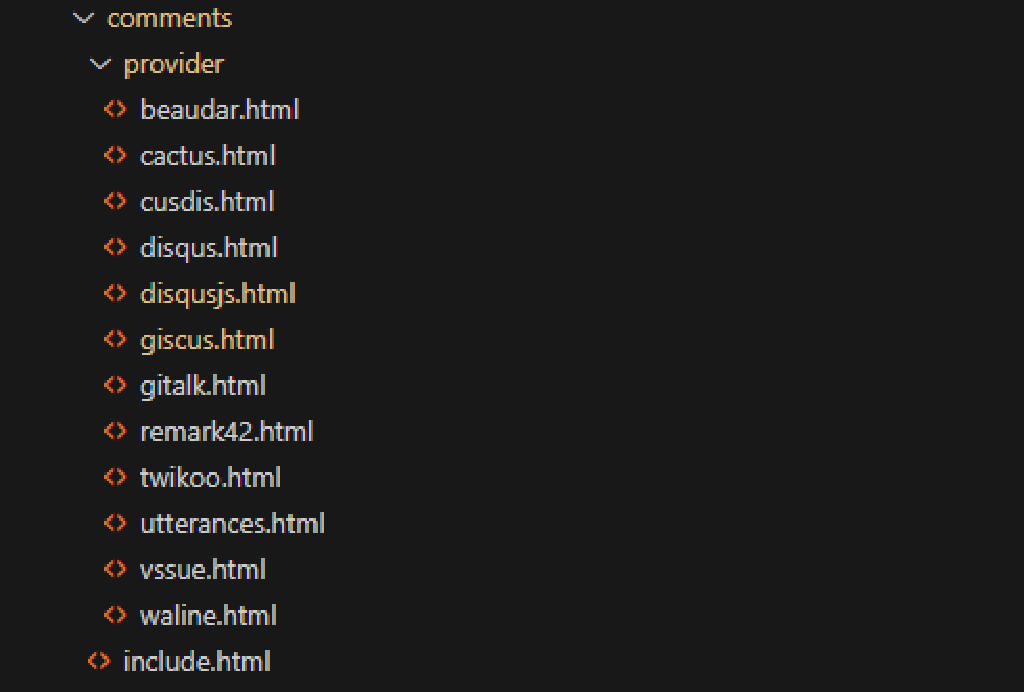 comments
provider
beaudar.html
cactus.html
cusdis.html
disqus.html
disqusjs.html
giscus.html
gitalk.html
remark42.html
twikoo.html
utterances.html
vssue.html
waline.html
include.html